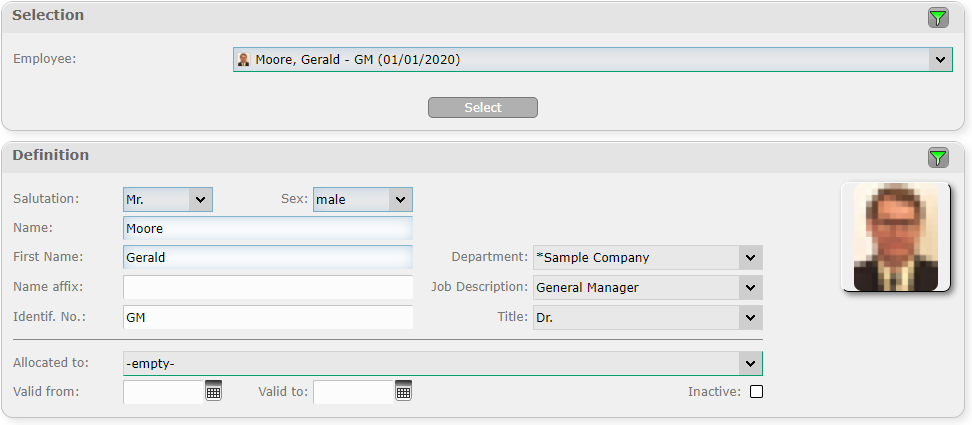 Selection
Employee: Moore, Gerald - GM (01/01/2020)
Select
Definition
Salutation: Mr. Sex: male
Name: Moore
First Name: Gerald Department: *Sample Company
Name affix: Job Description: General Manager
Identif. No.: GM Title: Dr.
Allocated to: -empty-
Valid from: Valid to: Inactive: